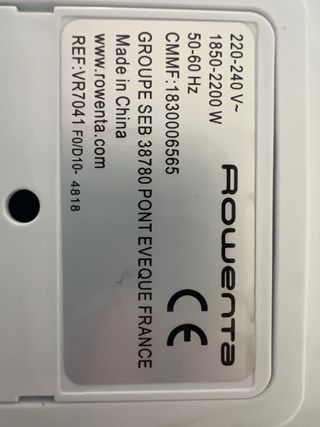 Rowenta
CE
220-240 V~
1850-2200 W
50-60 Hz
CMMF:1830006565
GROUPE SEB 38780 PONT EVEQUE FRANCE
Made in China
www.rowenta.com
REF:VR7041 F0/D10- 4818